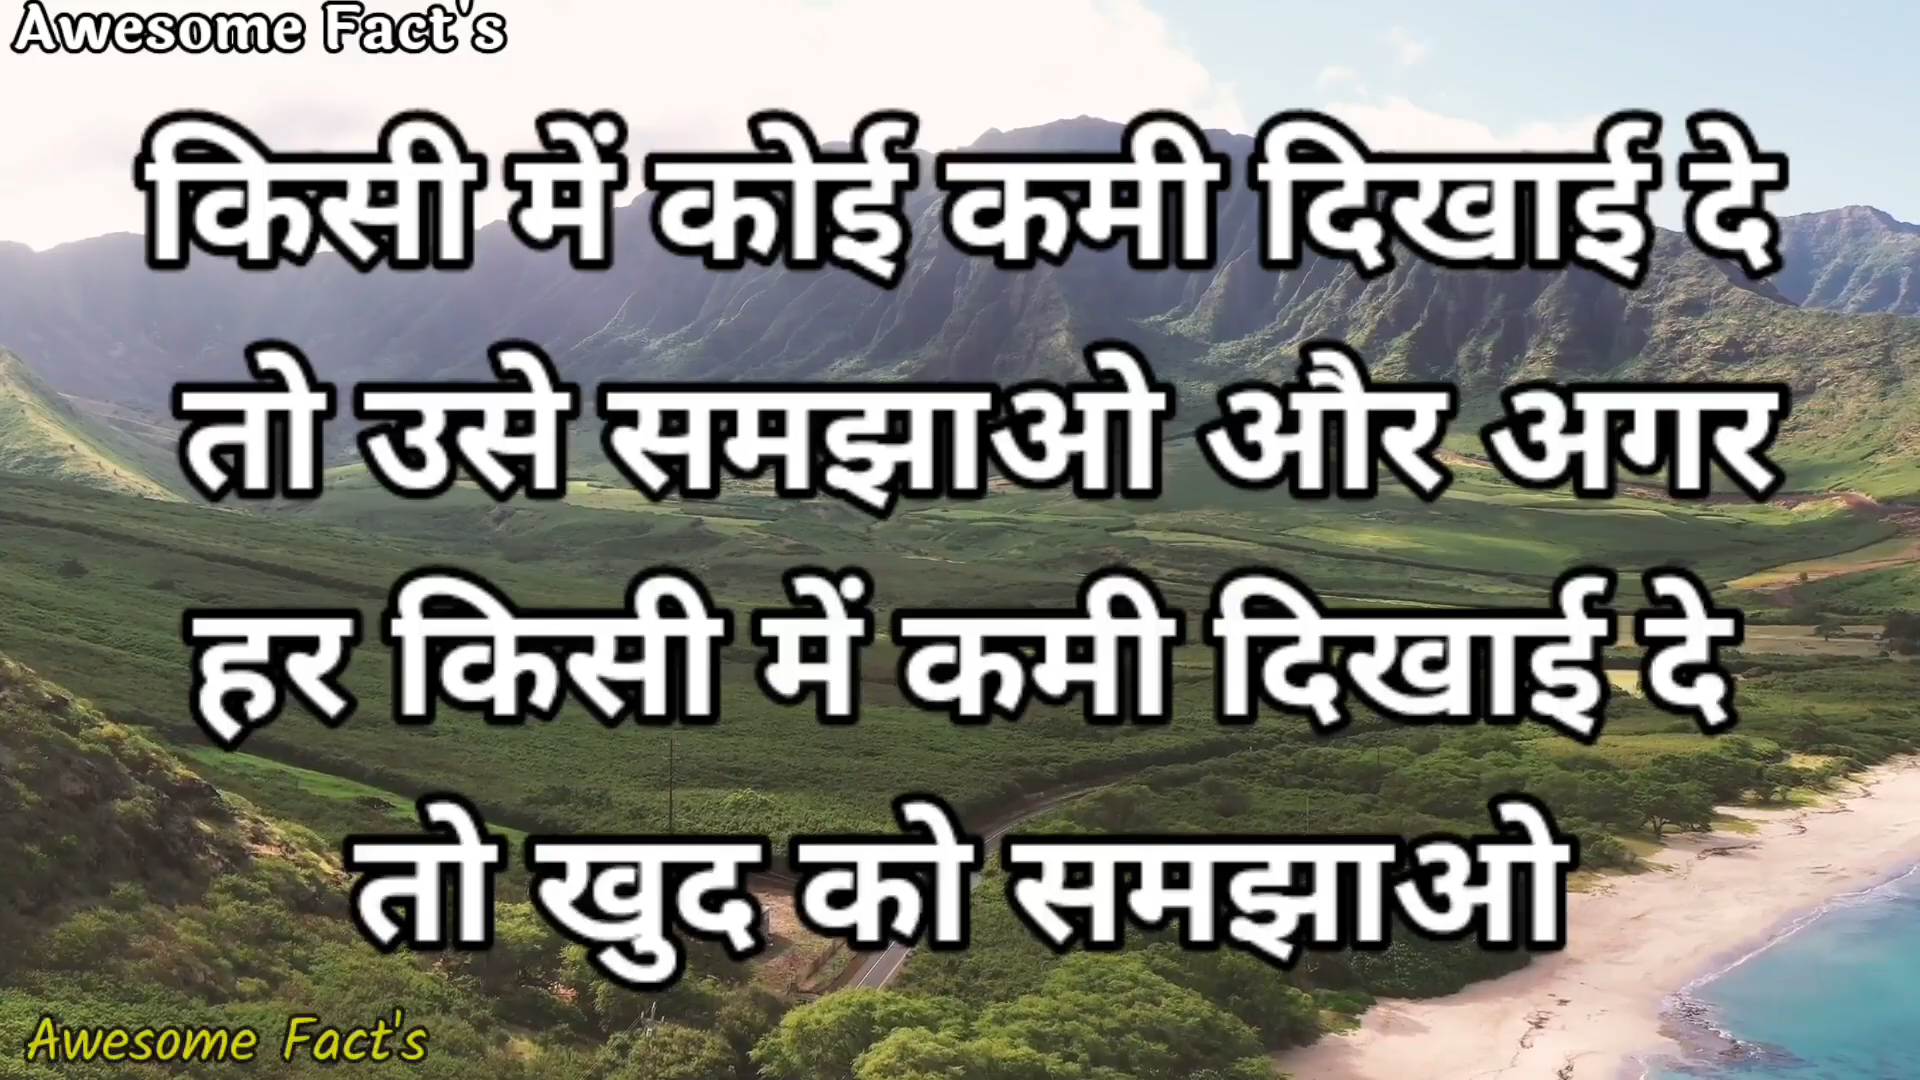 Awesome Fact's
किसी में कोई कमी दिखाई दे
तो उसे समझाओ और अगर
हर किसी में कमी दिखाई दे
तो खुद को समझाओ
Awesome Fact's